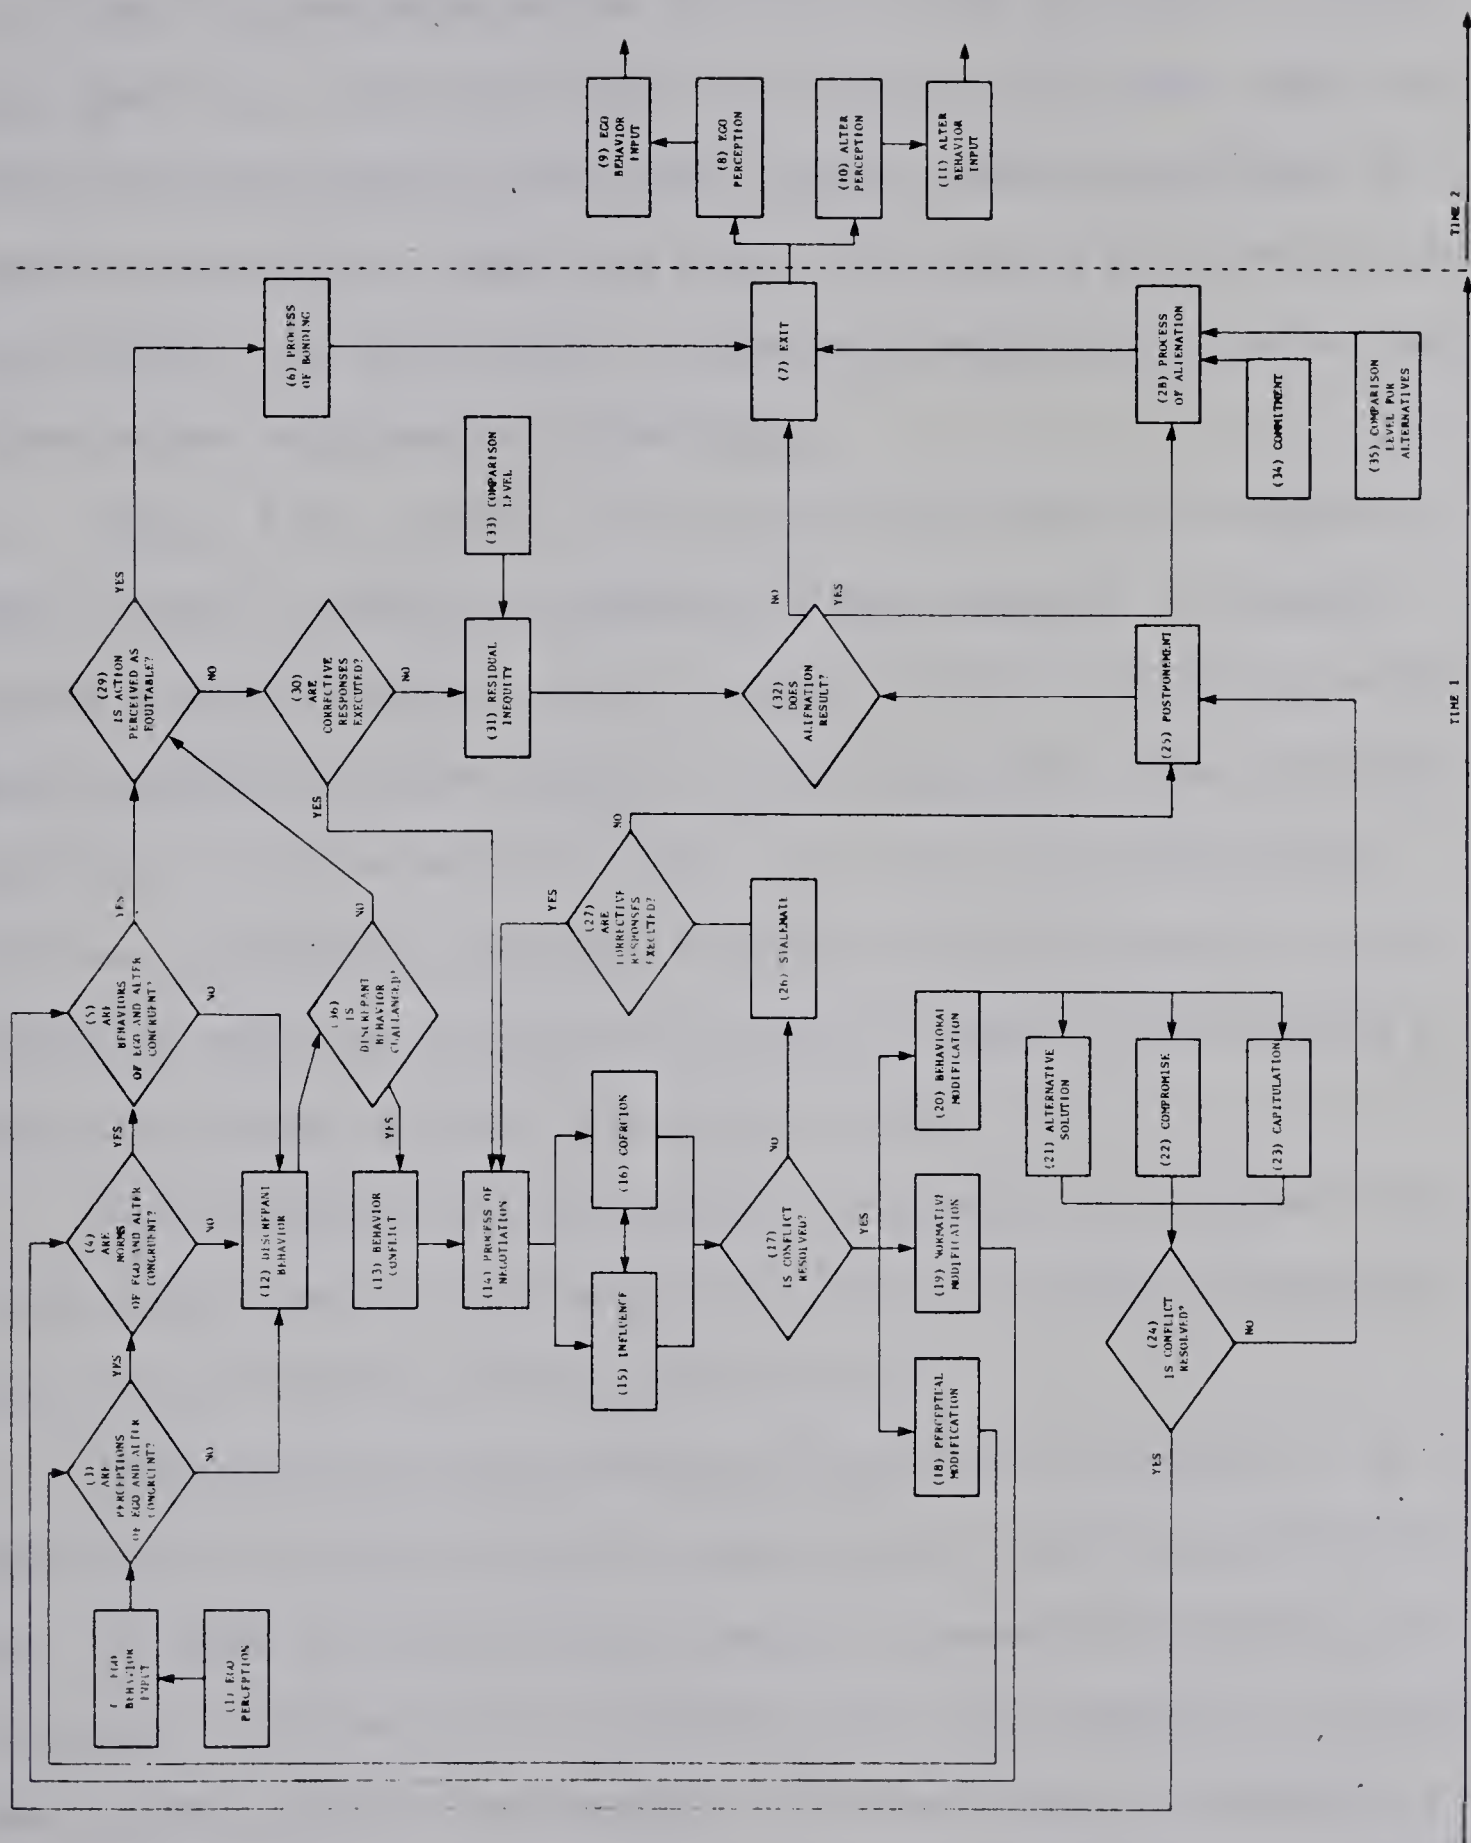 EGO
BEHAVIOR
INPUT
(1) EGO
PERCEPTION
(3)
ARE
PERCEPTIONS
OF EGO AND ALTER
CONGRUENT?
YES
NO
(4)
ARE
NORMS
OF EGO AND ALTER
CONGRUENT?
YES
NO
(5)
ARE
BEHAVIORS
OF EGO AND ALTER
CONGRUENT?
YES
NO
(29)
IS ACTION
PERCEIVED AS
EQUITABLE?
YES
NO
(6) PROCESS
OF BONDING
(12) DISCREPANT
BEHAVIOR
(36)
IS
DISCREPANT
BEHAVIOR
CHALLANGED?
NO
YES
(30)
ARE
CORRECTIVE
RESPONSES
EXECUTED?
YES
NO
(13) BEHAVIOR
CONFLICT
(14) PROCESS OF
NEGOTIATION
(31) RESIDUAL
INEQUITY
(33) COMPARISON
LEVEL
(15) INFLUENCE
(16) COERCION
(27)
ARE
CORRECTIVE
RESPONSES
EXECUTED?
YES
NO
(17)
IS CONFLICT
RESOLVED?
NO
YES
(26) STALEMATE
(32)
DOES
ALIENATION
RESULT?
NO
YES
(7) EXIT
(18) PERCEPTUAL
MODIFICATION
(19) NORMATIVE
MODIFICATION
(20) BEHAVIORAL
MODIFICATION
(21) ALTERNATIVE
SOLUTION
(22) COMPROMISE
(23) CAPITULATION
(24)
IS CONFLICT
RESOLVED?
YES
NO
(25) POSTPONEMENT
(28) PROCESS
OF ALIENATION
(34) COMMITMENT
(35) COMPARISON
LEVEL FOR
ALTERNATIVES
(9) EGO
BEHAVIOR
INPUT
(8) EGO
PERCEPTION
(10) ALTER
PERCEPTION
(11) ALTER
BEHAVIOR
INPUT
TIME 1
TIME 2